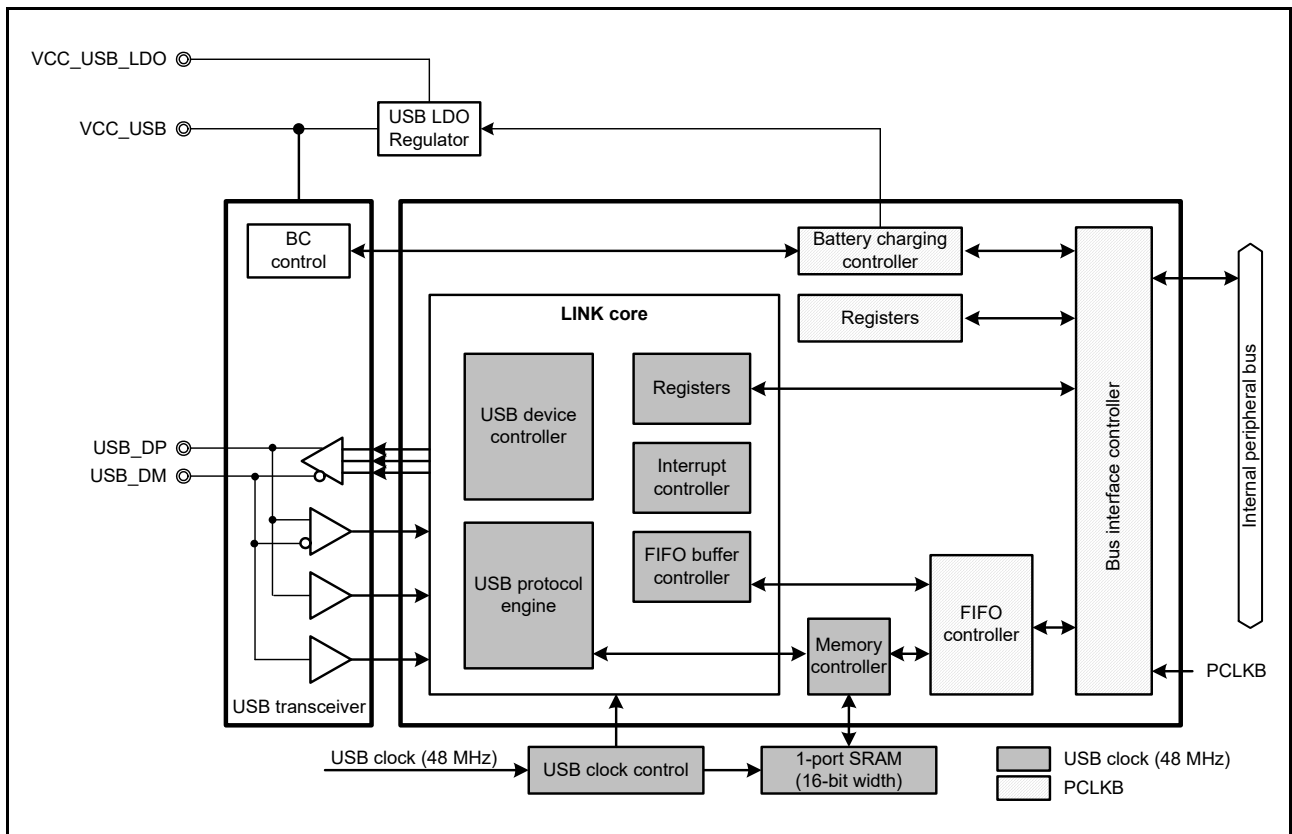 VCC_USB_LDO
VCC_USB
USB LDO
Regulator
BC
control
Battery charging
controller
LINK core
Registers
USB device
controller
Registers
Interrupt
controller
FIFO buffer
controller
USB protocol
engine
Memory
controller
FIFO
controller
Bus interface controller
Internal peripheral bus
USB_DP
USB_DM
USB transceiver
PCLKB
USB clock (48 MHz)
USB clock control
1-port SRAM
(16-bit width)
USB clock (48 MHz)
PCLKB